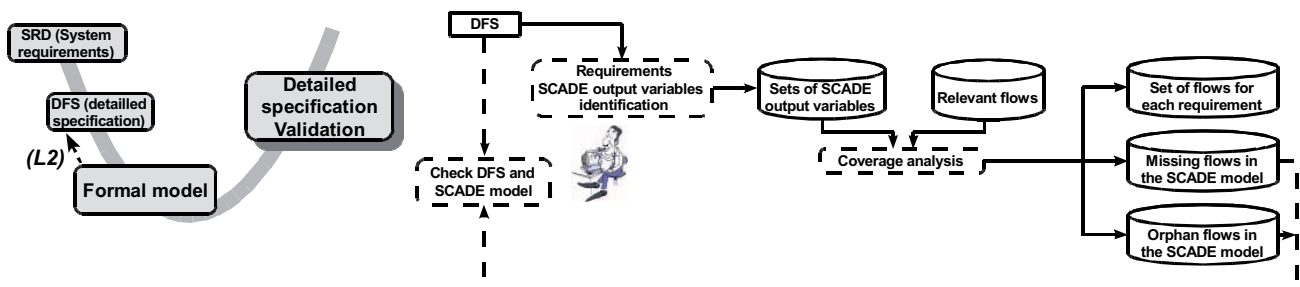 SRD (System
requirements)
DFS (detailled
specification)
(L2)
Formal model
Detailed
specification
Validation
DFS
Requirements
SCADE output variables
identification
Check DFS and
SCADE model
Sets of SCADE
output variables
Relevant flows
Coverage analysis
Set of flows for
each requirement
Missing flows in
the SCADE model
Orphan flows in
the SCADE model